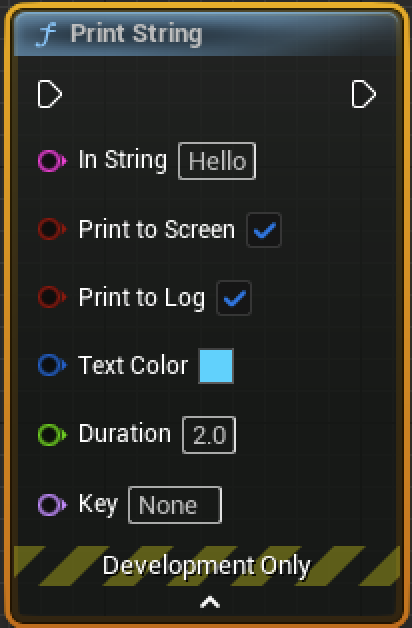 Print String
In String Hello
Print to Screen
Print to Log
Text Color
Duration 2.0
Key None
Development Only